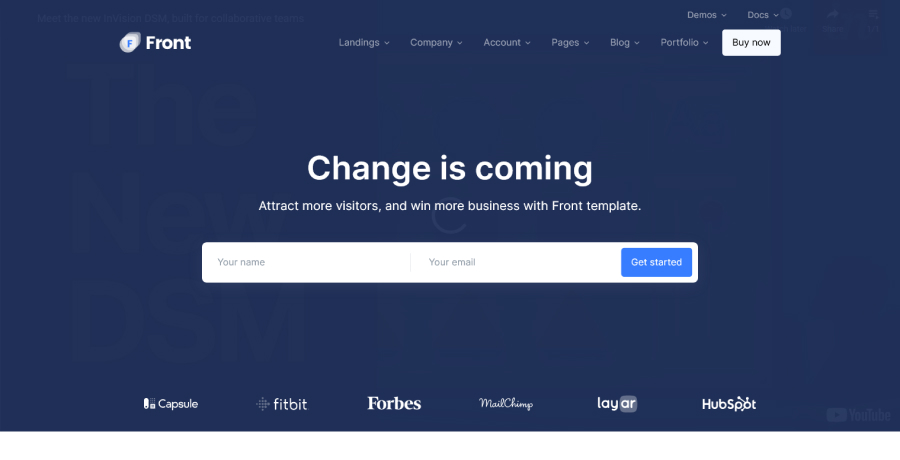 Meet the new InVision DSM, built for collaborative teams
Demos
Docs
Front
Landings
Company
Account
Pages
Blog
Portfolio
Buy now
The
New
DSM
Change is coming
Attract more visitors, and win more business with Front template.
Your name
Your email
Get started
Capsule
fitbit
Forbes
MailChimp
layar
HubSpot
YouTube